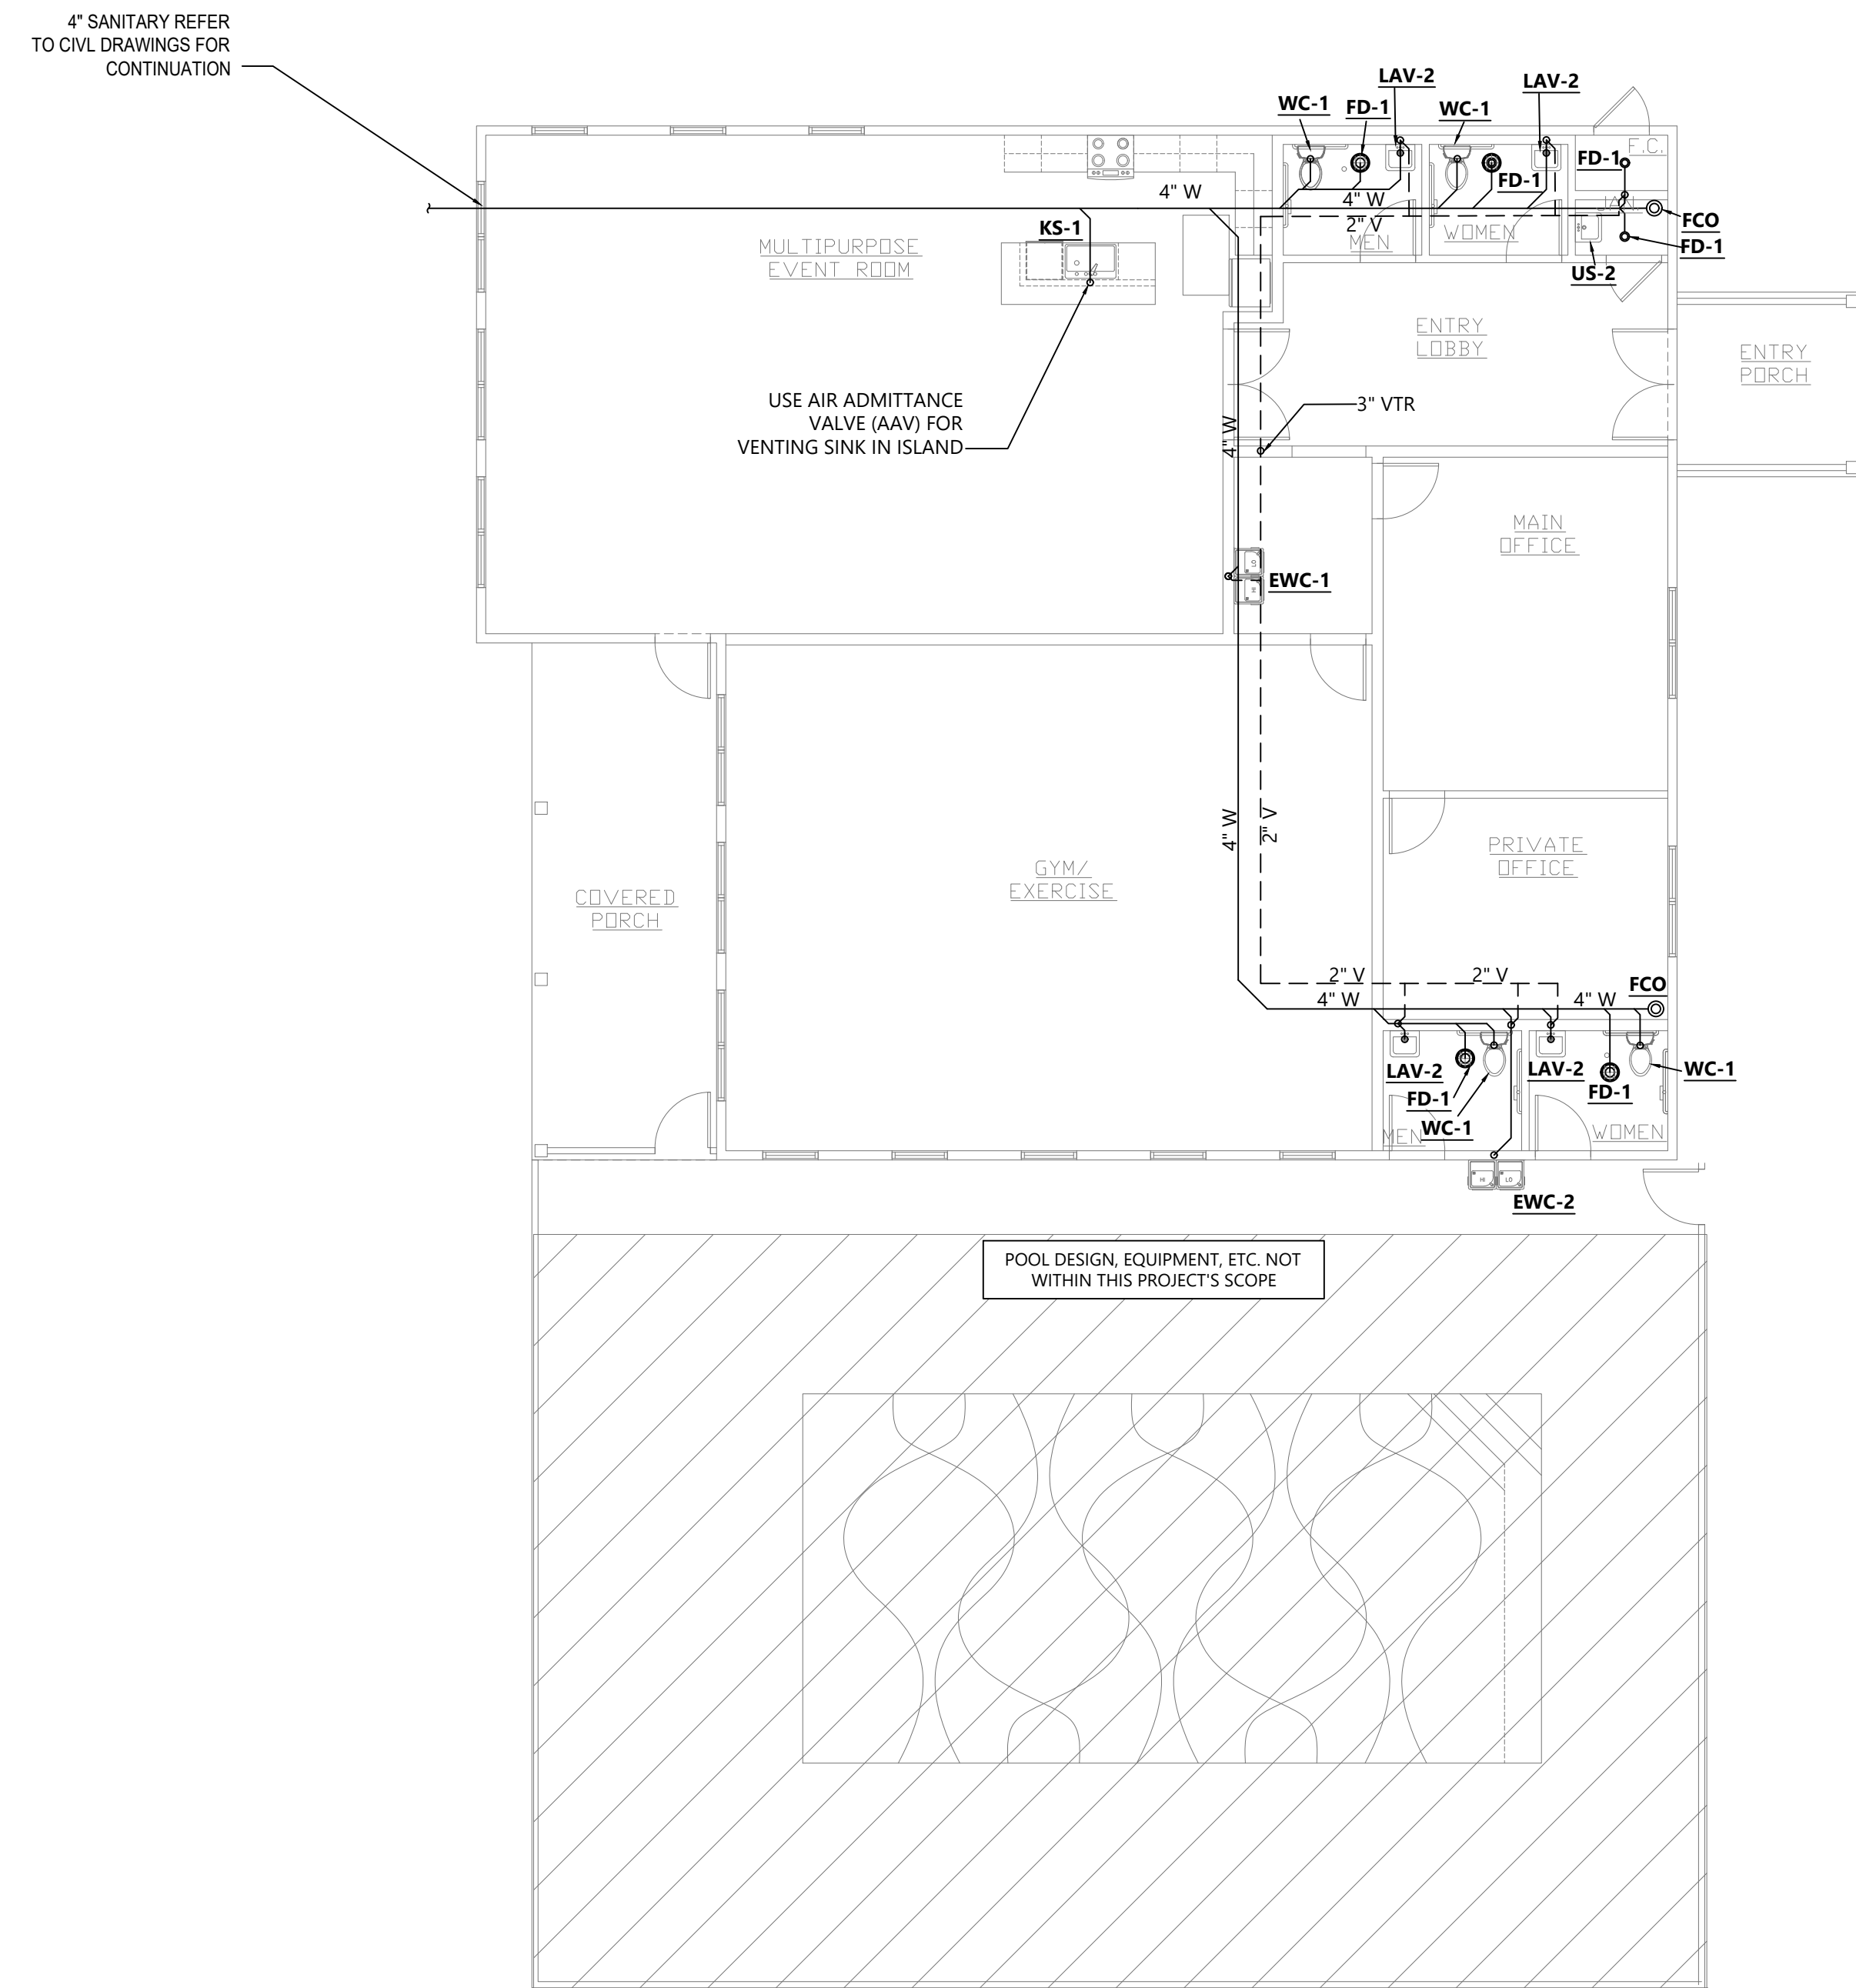 4" SANITARY REFER
TO CIVL DRAWINGS FOR
CONTINUATION
LAV-2
LAV-2
WC-1
FD-1
WC-1
F.C.
FD-1
FD-1
4" W
4" W
JAN.
FCO
KS-1
2" V
MEN
WOMEN
FD-1
MULTIPURPOSE
EVENT ROOM
US-2
ENTRY
LOBBY
ENTRY
PORCH
USE AIR ADMITTANCE
VALVE (AAV) FOR
VENTING SINK IN ISLAND
3" VTR
4" W
MAIN
OFFICE
LO
HI
EWC-1
4" W
2" V
PRIVATE
OFFICE
GYM/
EXERCISE
COVERED
PORCH
2" V
2" V
FCO
4" W
4" W
LAV-2
LAV-2
WC-1
FD-1
FD-1
MEN
WC-1
WOMEN
HI
LO
EWC-2
POOL DESIGN, EQUIPMENT, ETC. NOT
WITHIN THIS PROJECT'S SCOPE